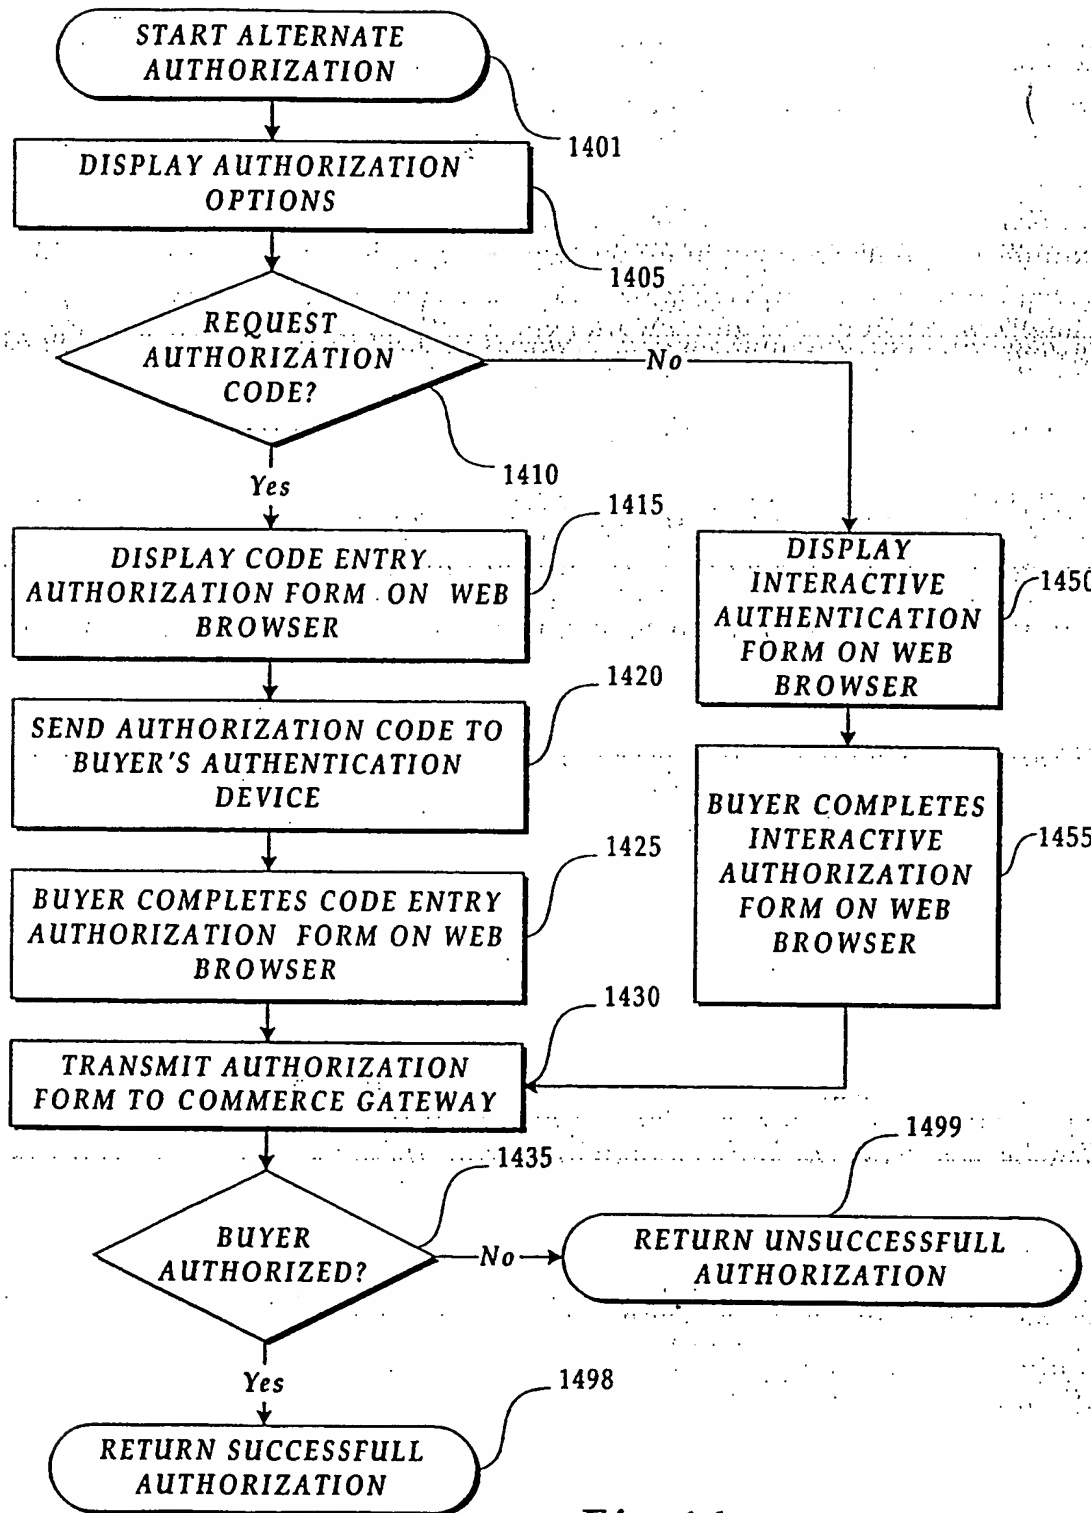 START ALTERNATE
AUTHORIZATION
1401
DISPLAY AUTHORIZATION
OPTIONS
1405
REQUEST
AUTHORIZATION
CODE?
No
1410
Yes
1415
DISPLAY CODE ENTRY
AUTHORIZATION FORM ON WEB
BROWSER
DISPLAY
INTERACTIVE
AUTHENTICATION
FORM ON WEB
BROWSER
1450
1420
SEND AUTHORIZATION CODE TO
BUYER'S AUTHENTICATION
DEVICE
BUYER COMPLETES
INTERACTIVE
AUTHORIZATION
FORM ON WEB
BROWSER
1455
1425
BUYER COMPLETES CODE ENTRY
AUTHORIZATION FORM ON WEB
BROWSER
1430
TRANSMIT AUTHORIZATION
FORM TO COMMERCE GATEWAY
1435
1499
BUYER
AUTHORIZED?
No
RETURN UNSUCCESSFULL
AUTHORIZATION
Yes
1498
RETURN SUCCESSFULL
AUTHORIZATION